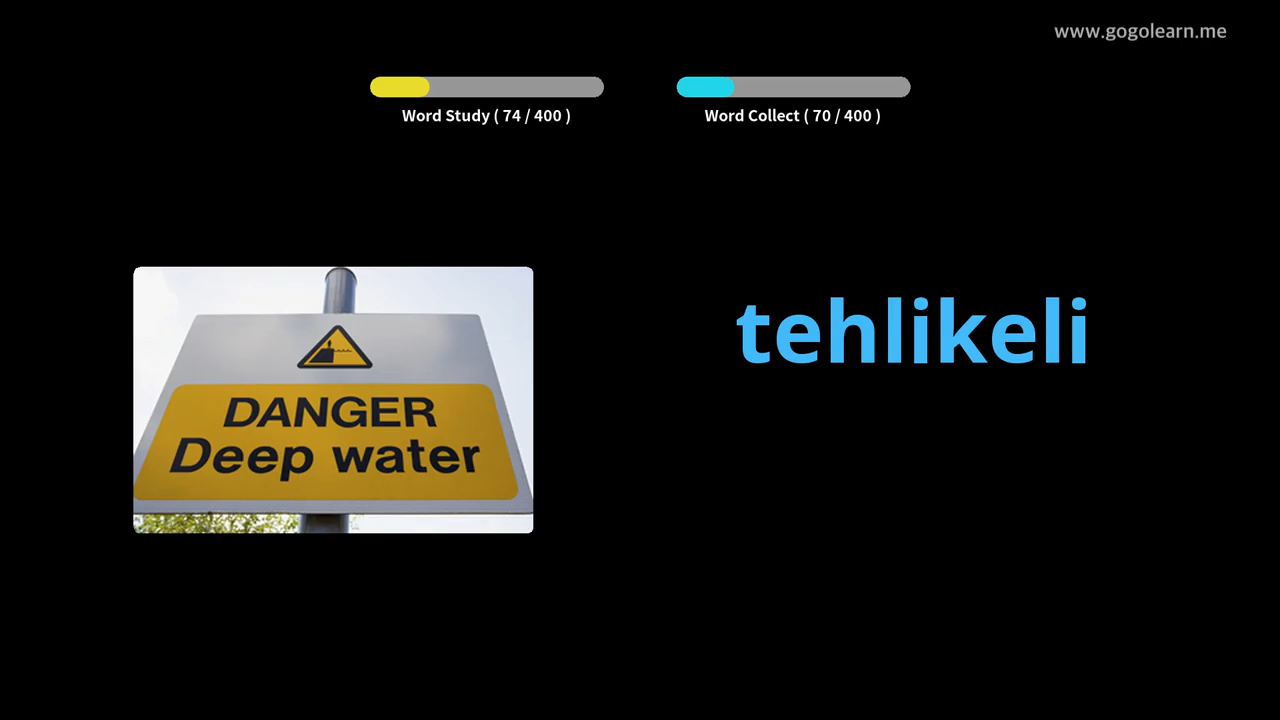 www.gogolearn.me
Word Study ( 74 / 400 )
Word Collect ( 70 / 400 )
DANGER
Deep water
tehlikeli